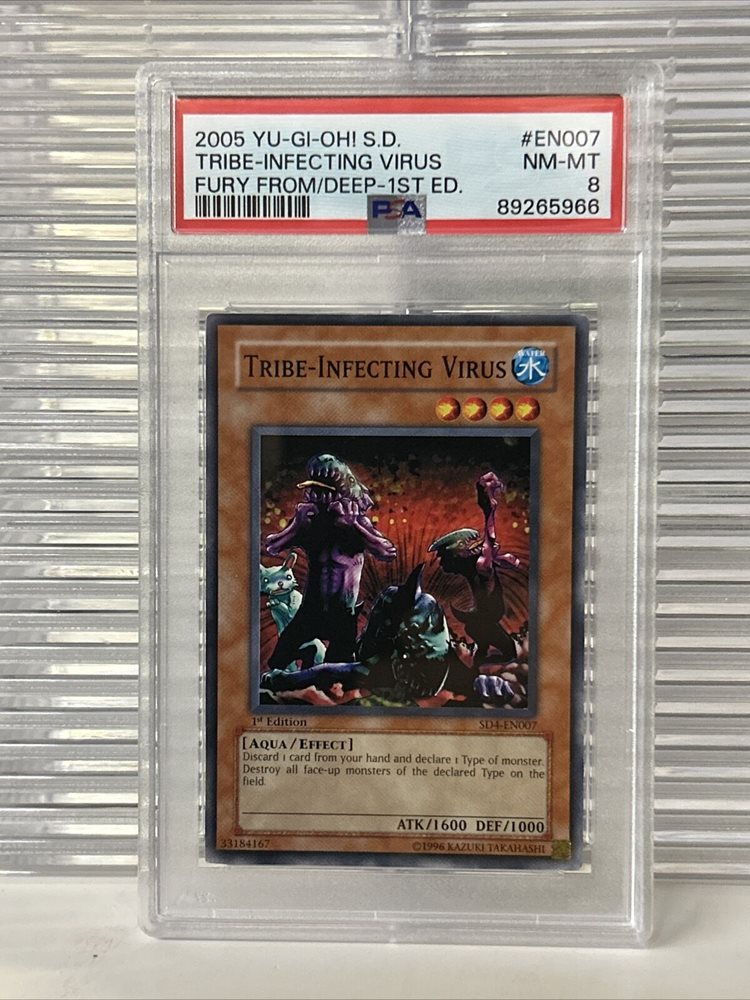 2005 YU-GI-OH! S.D. #EN007
TRIBE-INFECTING VIRUS NM-MT
FURY FROM/DEEP-1ST ED. 8
PSA 89265966
TRIBE-INFECTING VIRUS
WATER
水
1st Edition SD4-EN007
[AQUA/EFFECT]
Discard 1 card from your hand and declare 1 Type of monster.
Destroy all face-up monsters of the declared Type on the
field.
ATK/1600 DEF/1000
33184167 ©1996 KAZUKI TAKAHASHI